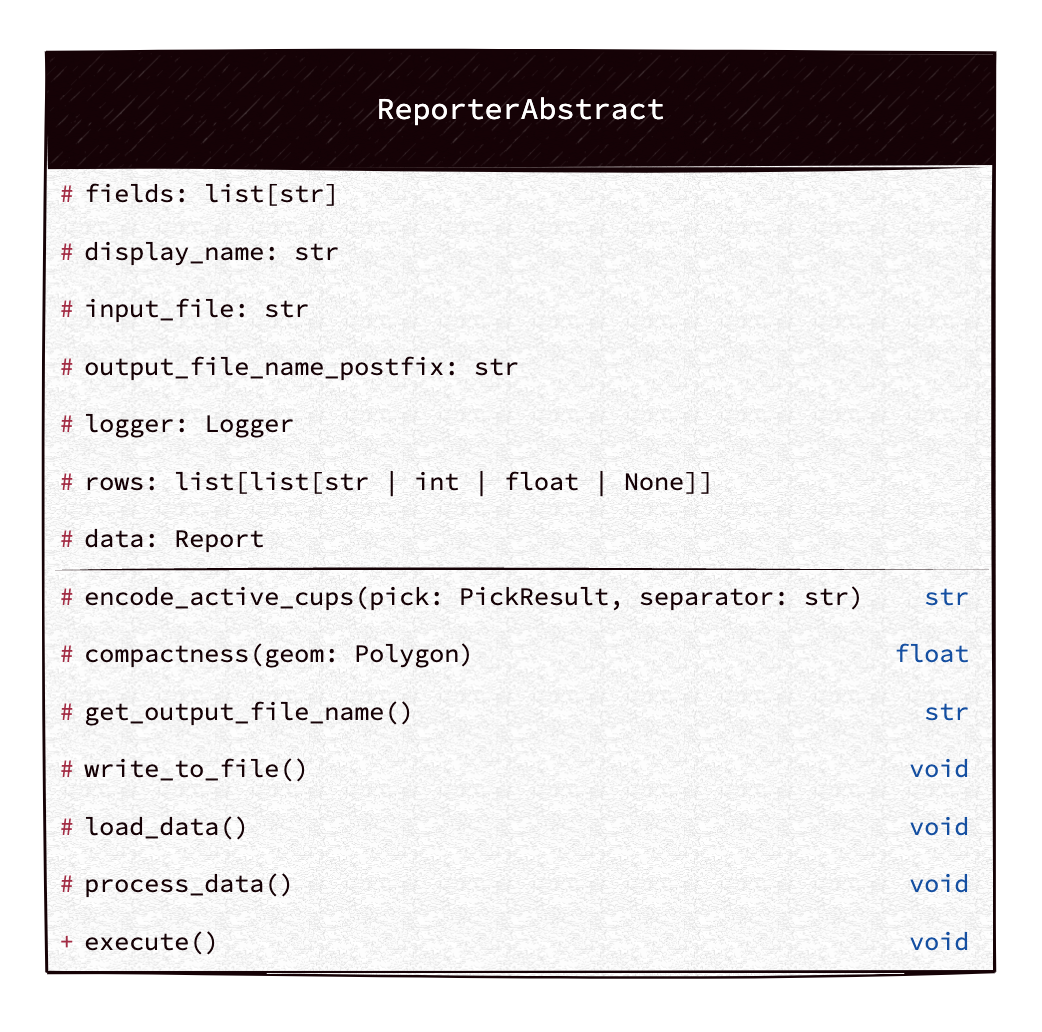 ReporterAbstract
# fields: list[str]
# display_name: str
# input_file: str
# output_file_name_postfix: str
# logger: Logger
# rows: list[list[str | int | float | None]]
# data: Report
# encode_active_cups(pick: PickResult, separator: str) str
# compactness(geom: Polygon) float
# get_output_file_name() str
# write_to_file() void
# load_data() void
# process_data() void
+ execute() void